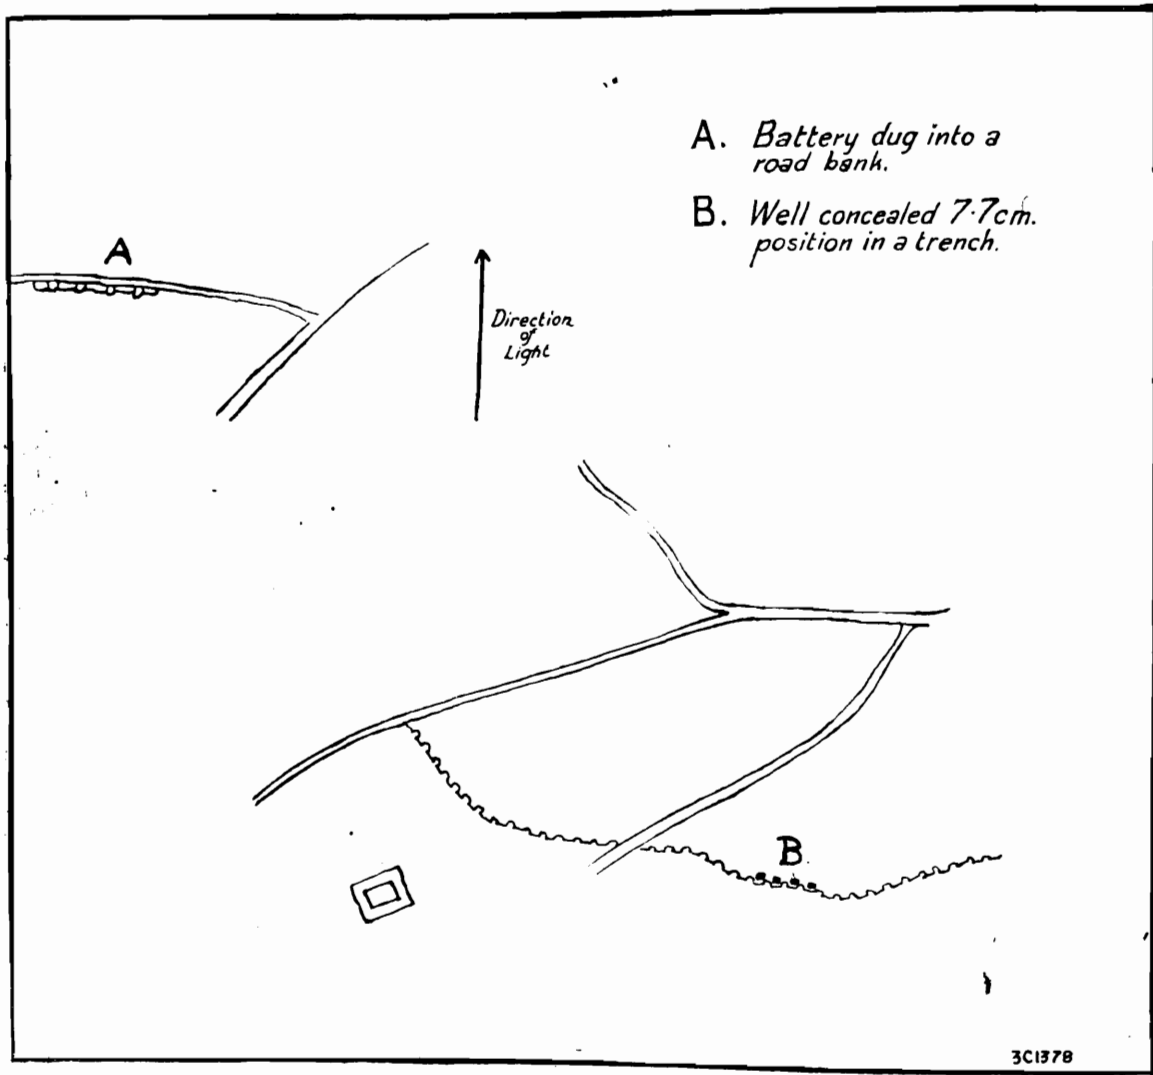 A. Battery dug into a
road bank.
B. Well concealed 7·7cm.
position in a trench.
A
Direction
of
Light
B
3C1378